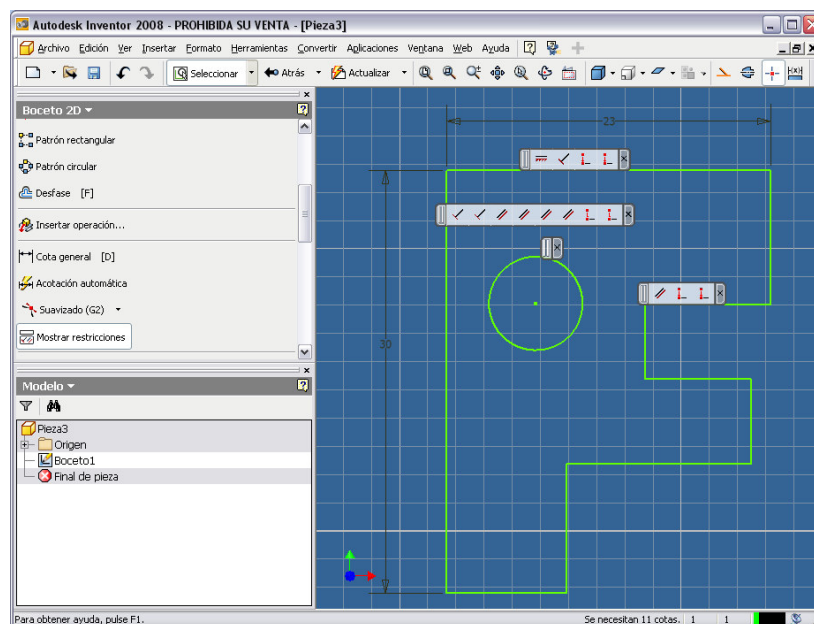 Autodesk Inventor 2008 - PROHIBIDA SU VENTA - [Pieza3]
Archivo Edición Ver Insertar Formato Herramientas Convertir Aplicaciones Ventana Web Ayuda
Seleccionar Atrás Actualizar
Boceto 2D
Patrón rectangular
Patrón circular
Desfase [F]
Insertar operación...
Cota general [D]
Acotación automática
Suavizado (G2)
Mostrar restricciones
Modelo
Pieza3
Origen
Boceto1
Final de pieza
23
30
Para obtener ayuda, pulse F1.
Se necesitan 11 cotas. 1 1